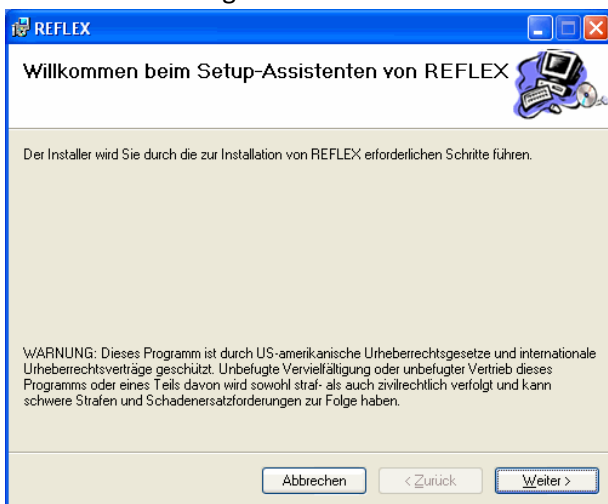 REFLEX
Willkommen beim Setup-Assistenten von REFLEX
Der Installer wird Sie durch die zur Installation von REFLEX erforderlichen Schritte führen.
WARNUNG: Dieses Programm ist durch US-amerikanische Urheberrechtsgesetze und internationale
Urheberrechtsverträge geschützt. Unbefugte Vervielfältigung oder unbefugter Vertrieb dieses
Programms oder eines Teils davon wird sowohl straf- als auch zivilrechtlich verfolgt und kann
schwere Strafen und Schadenersatzforderungen zur Folge haben.
Abbrechen < Zurück Weiter >